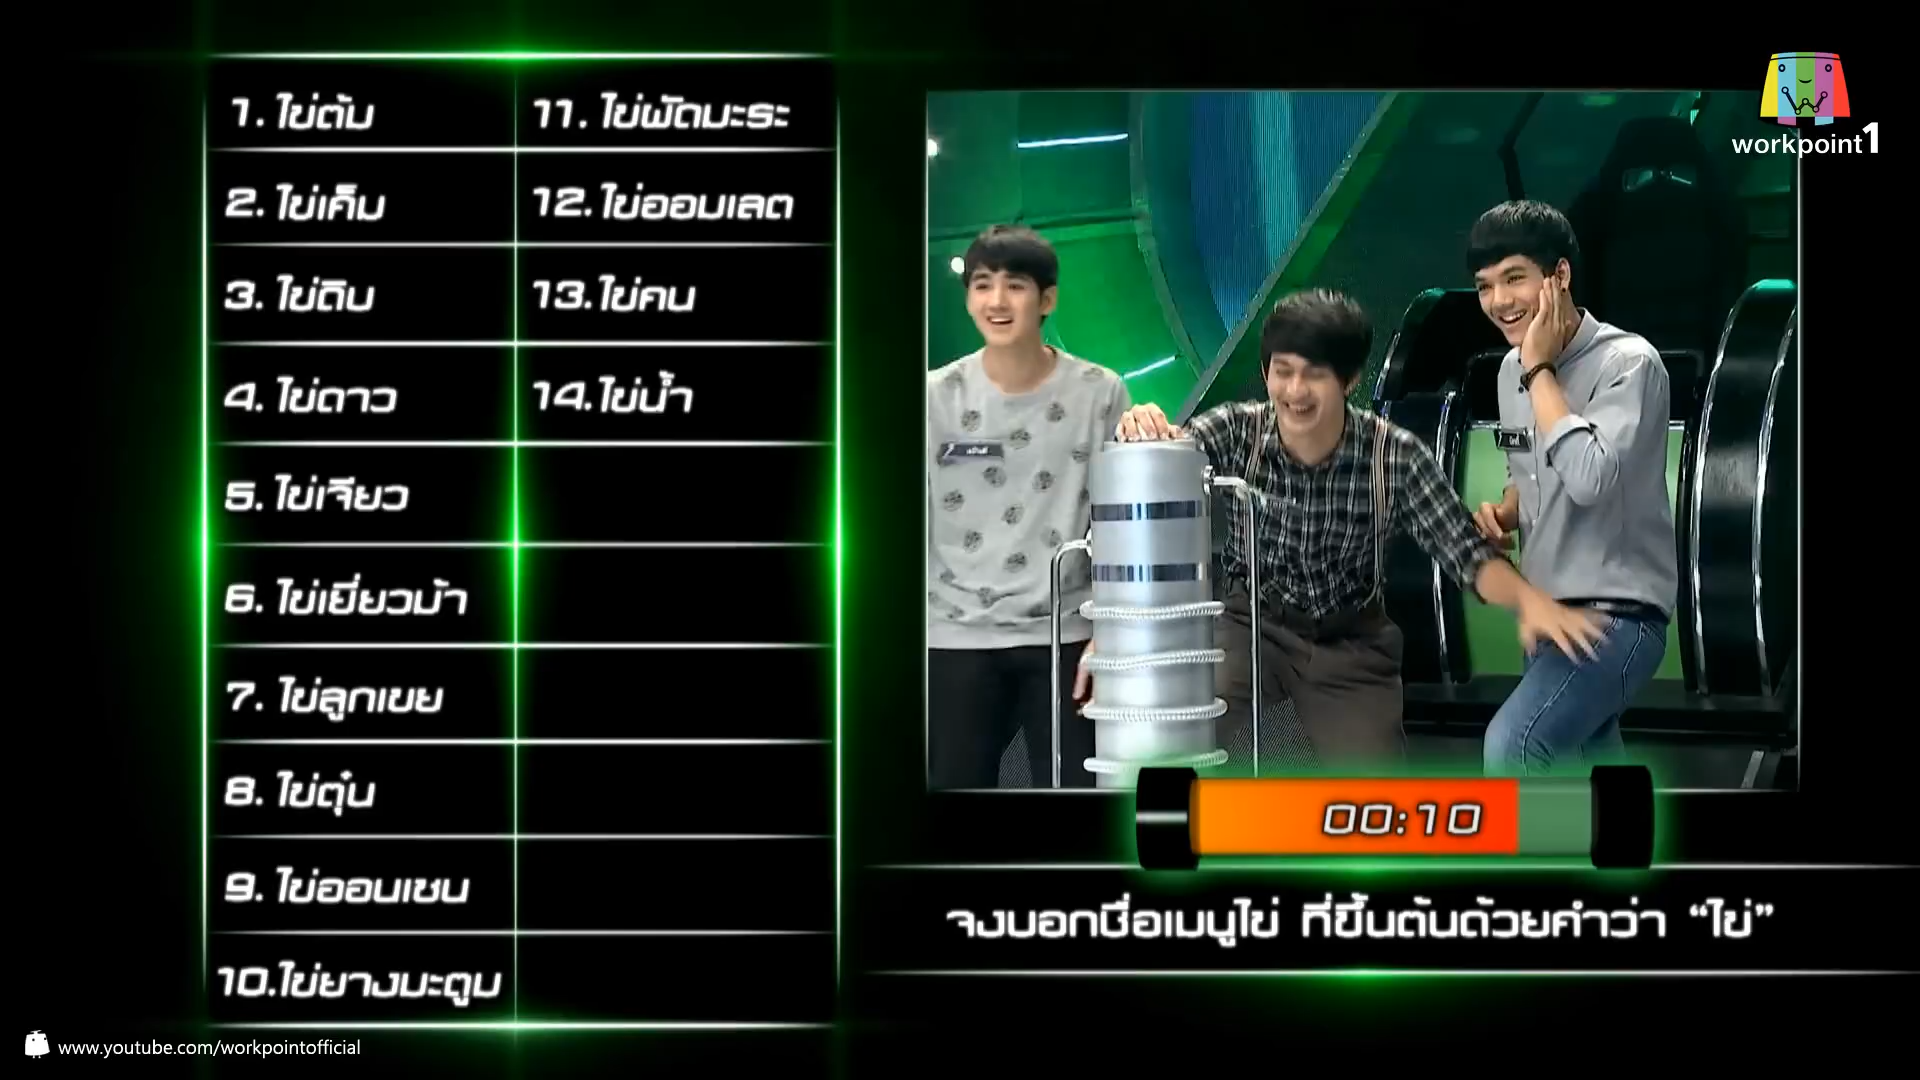 1. ไข่ต้ม
2. ไข่เค็ม
3. ไข่ดิบ
4. ไข่ดาว
5. ไข่เจียว
6. ไข่เยี่ยวม้า
7. ไข่ลูกเขย
8. ไข่ตุ๋น
9. ไข่ออนเซน
10. ไข่ยางมะตูม
11. ไข่ผัดมะระ
12. ไข่ออมเลต
13. ไข่คน
14. ไข่น้ำ
workpoint1
00:10
จงบอกชื่อเมนูไข่ ที่ขึ้นต้นด้วยคำว่า “ไข่”
www.youtube.com/workpointofficial